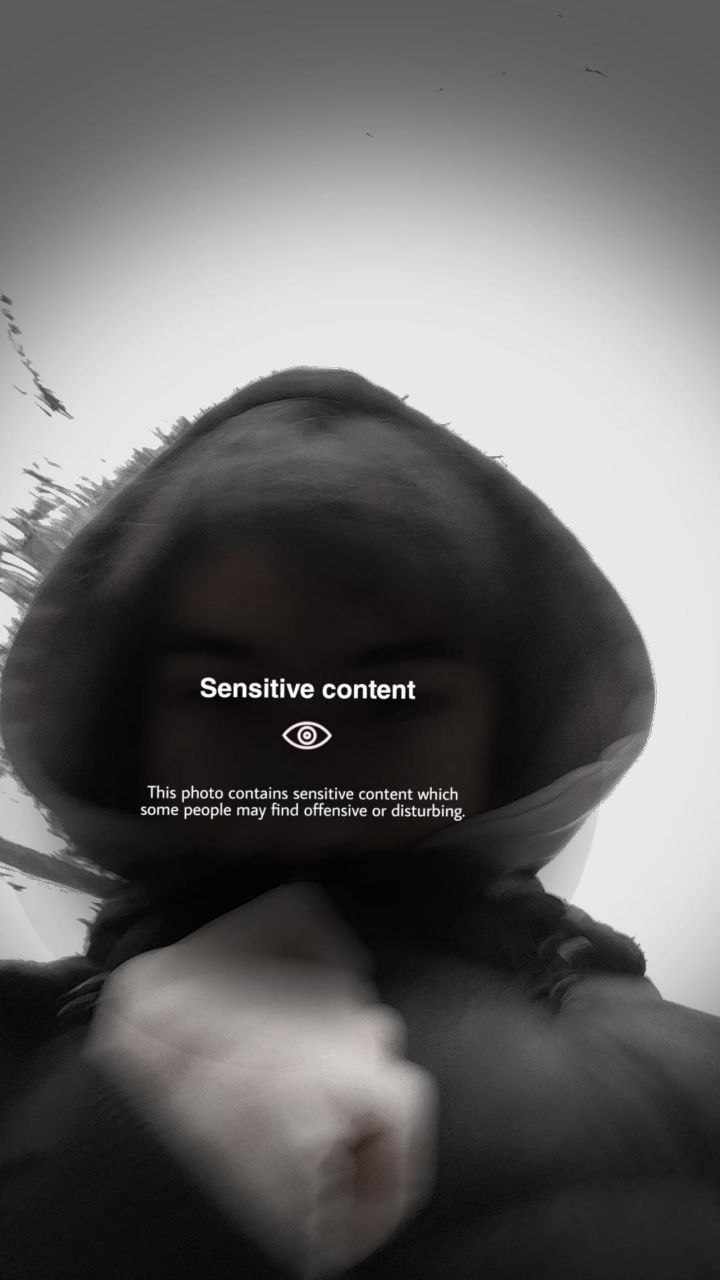 Sensitive content
This photo contains sensitive content which
some people may find offensive or disturbing.